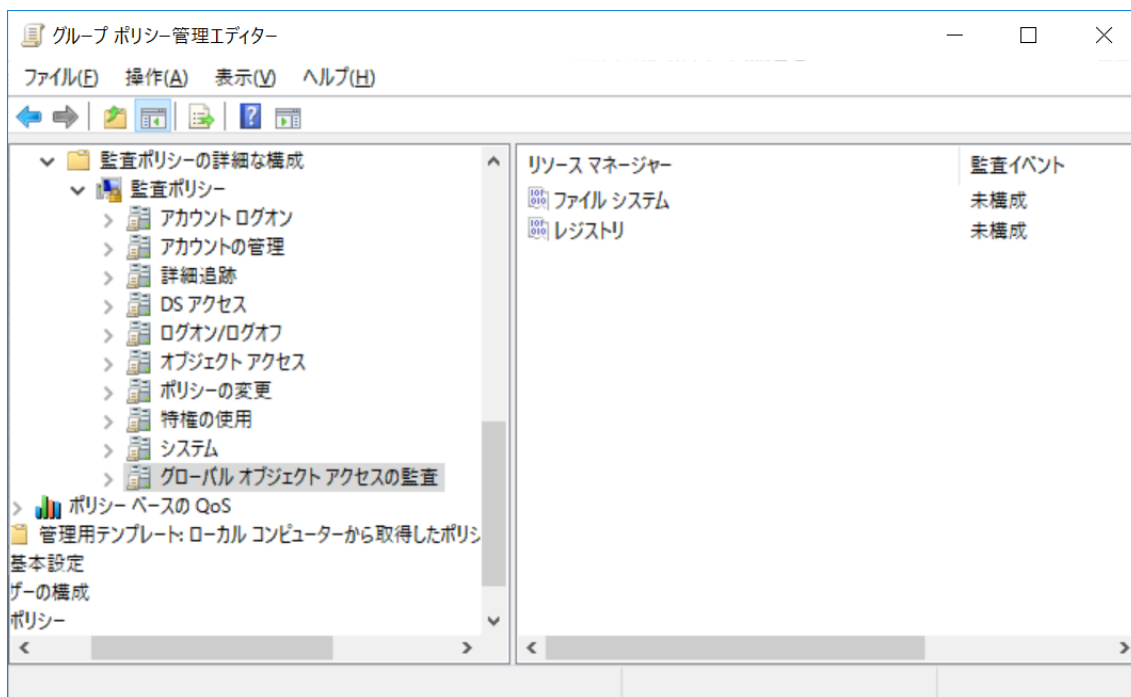 グループ ポリシー管理エディター
ファイル(F) 操作(A) 表示(V) ヘルプ(H)
監査ポリシーの詳細な構成
監査ポリシー
アカウント ログオン
アカウントの管理
詳細追跡
DS アクセス
ログオン/ログオフ
オブジェクト アクセス
ポリシーの変更
特権の使用
システム
グローバル オブジェクト アクセスの監査
ポリシー ベースの QoS
管理用テンプレート: ローカル コンピューターから取得したポリシ
基本設定
ザーの構成
ポリシー
リソース マネージャー 監査イベント
ファイル システム 未構成
レジストリ 未構成